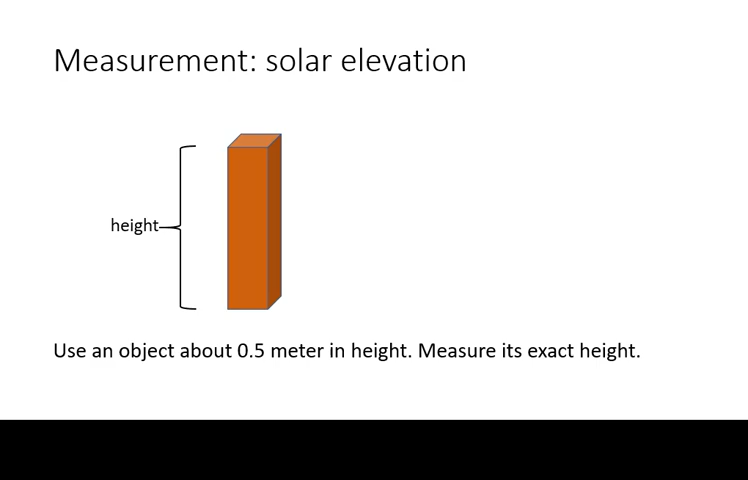 Measurement: solar elevation
height
Use an object about 0.5 meter in height. Measure its exact height.